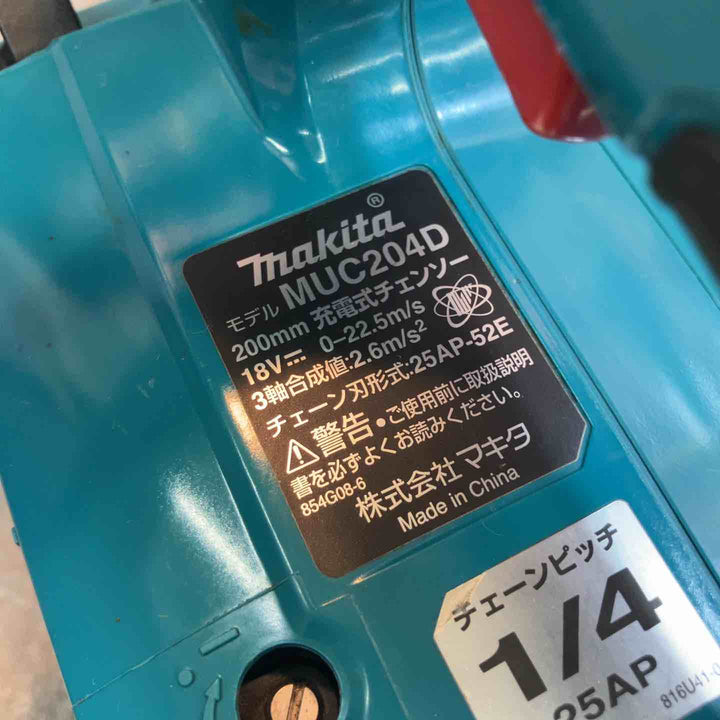 makita®
モデル MUC204D
200mm 充電式チェンソー
18V⎓ 0-22.5m/s
3軸合成値:2.6m/s²
チェーン刃形式:25AP-52E
⚠警告・ご使用前に取扱説明
書を必ずよくお読みください。
854G08-6 株式会社マキタ
Made in China
チェーンピッチ
1/4
25AP